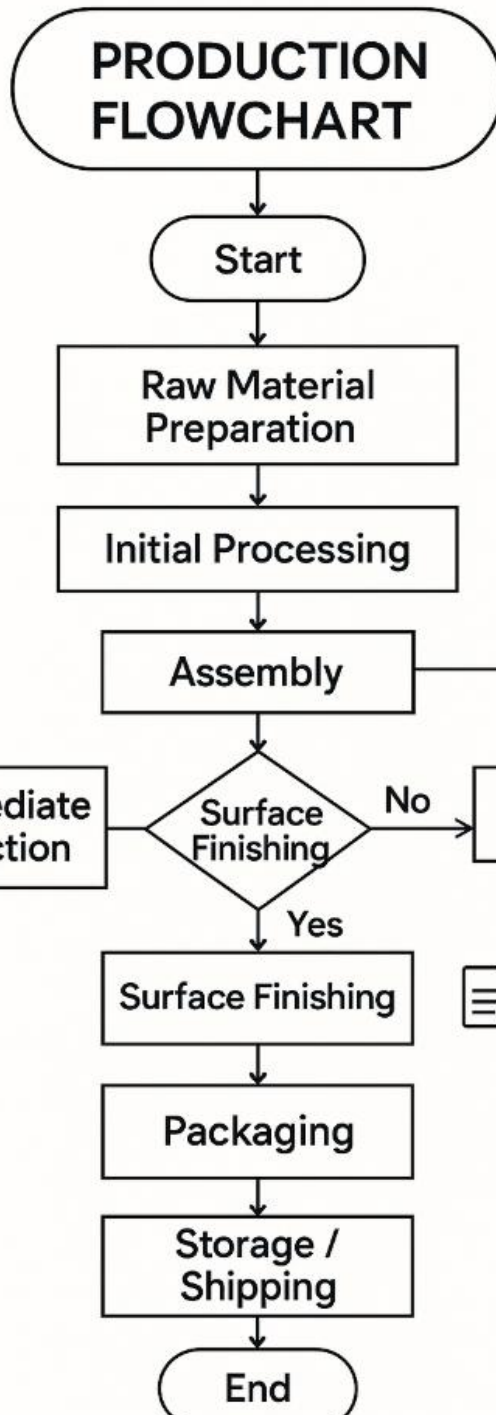 PRODUCTION
FLOWCHART
Start
Raw Material
Preparation
Initial Processing
Assembly
Surface
Finishing
No
Yes
Surface Finishing
Packaging
Storage /
Shipping
End